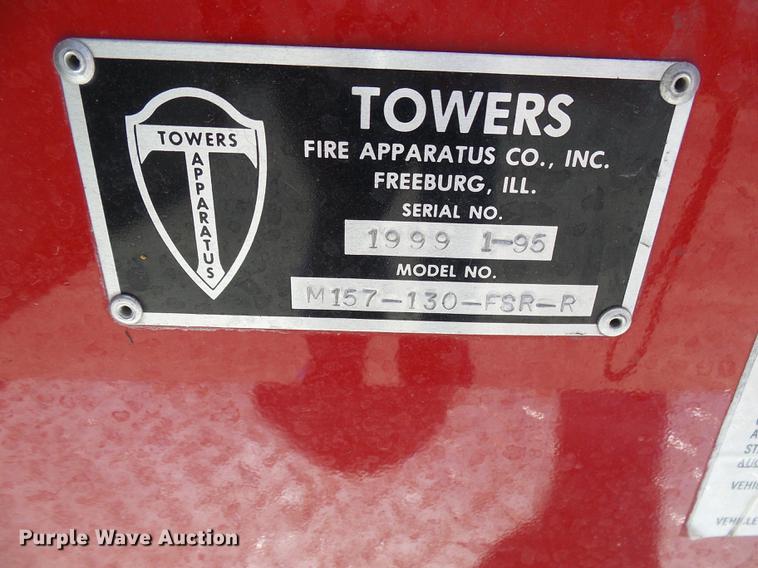 TOWERS
APPARATUS
TOWERS
FIRE APPARATUS CO., INC.
FREEBURG, ILL.
SERIAL NO.
1999 1-95
MODEL NO.
M157-130-FSR-R
Purple Wave Auction